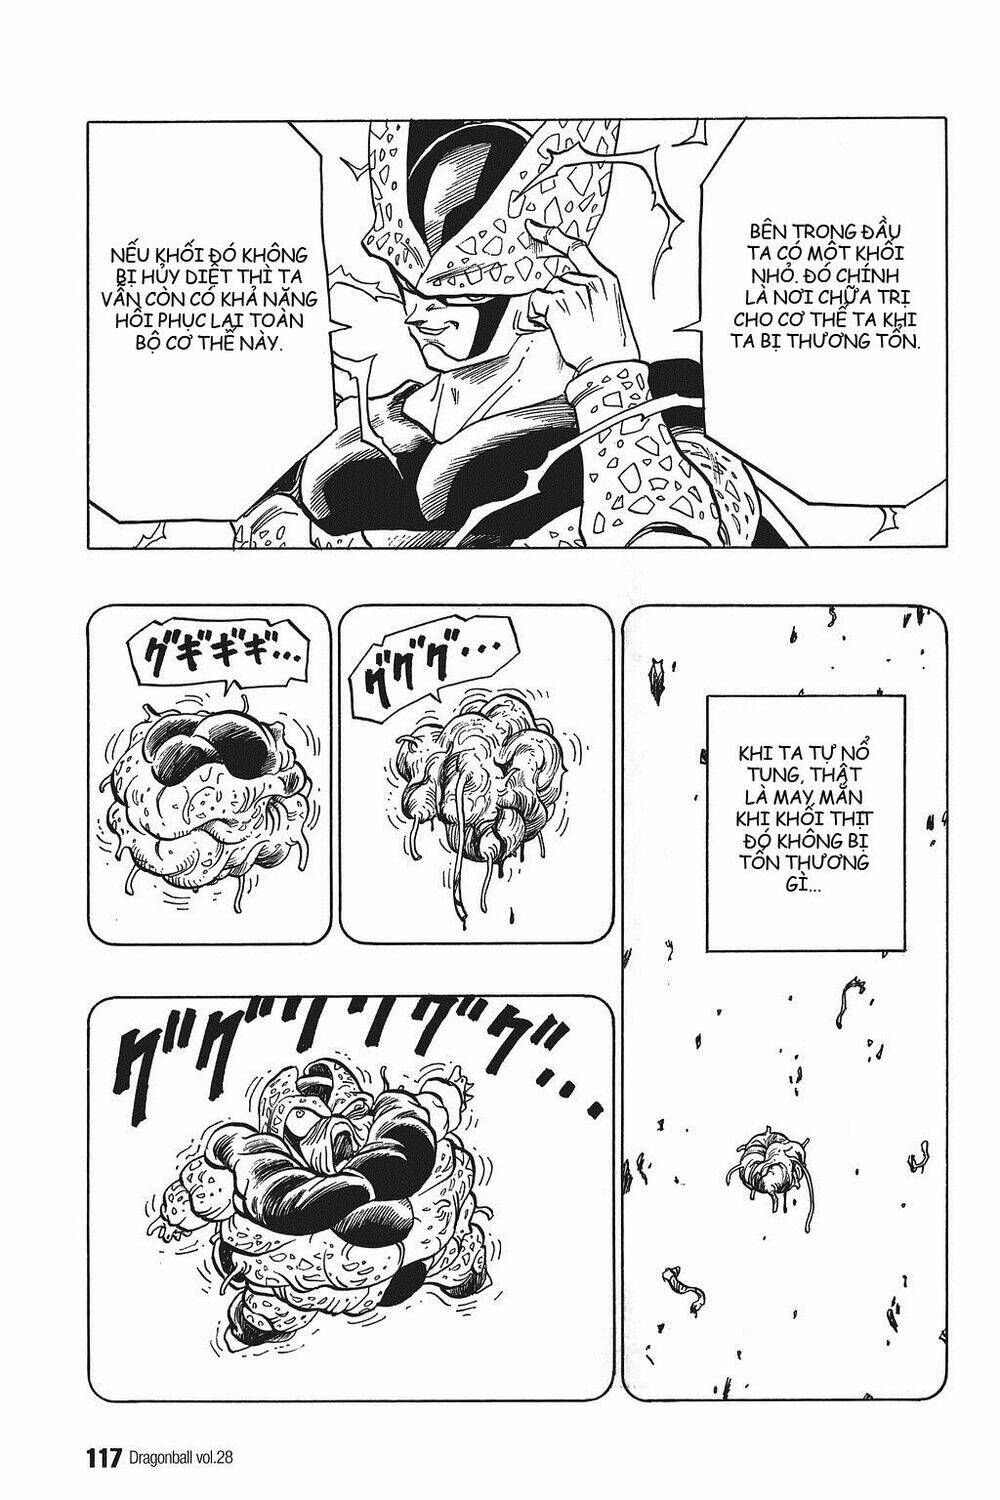 BÊN TRONG ĐẦU
TA CÓ MỘT KHỐI
NHỎ. ĐÓ CHÍNH
LÀ NƠI CHỮA TRỊ
CHO CƠ THỂ TA KHI
TA BỊ THƯƠNG TỔN.
NẾU KHỐI ĐÓ KHÔNG
BỊ HỦY DIỆT THÌ TA
VẪN CÒN CÓ KHẢ NĂNG
HỒI PHỤC LẠI TOÀN
BỘ CƠ THỂ NÀY.
KHI TA TỰ NỔ
TUNG, THẬT
LÀ MAY MẮN
KHI KHỐI THỊT
ĐÓ KHÔNG BỊ
TỔN THƯƠNG
GÌ...
ググググ...
グギギギ...
ググググググ...
117 Dragonball vol.28